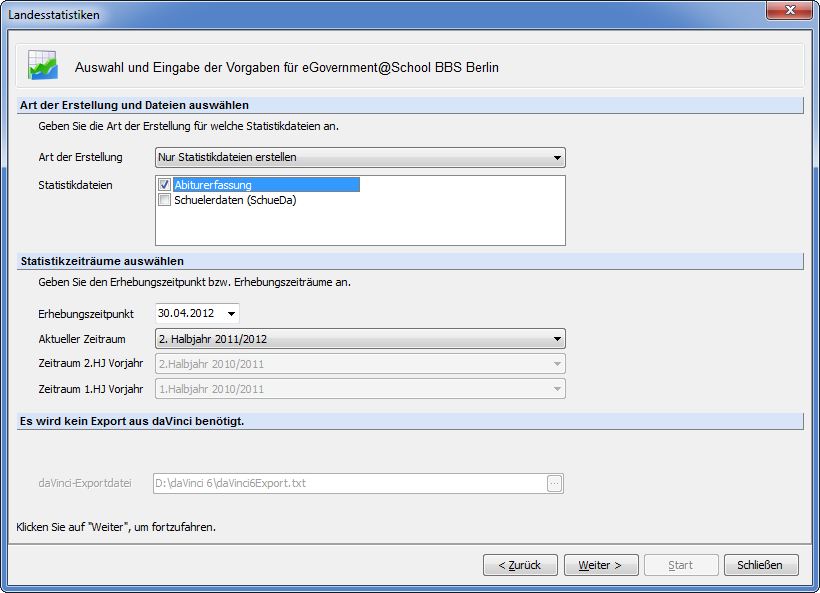 Landesstatistiken
Auswahl und Eingabe der Vorgaben für eGovernment@School BBS Berlin
Art der Erstellung und Dateien auswählen
Geben Sie die Art der Erstellung für welche Statistikdateien an.
Art der Erstellung Nur Statistikdateien erstellen
Statistikdateien Abiturerfassung
Schuelerdaten (SchueDa)
Statistikzeiträume auswählen
Geben Sie den Erhebungszeitpunkt bzw. Erhebungszeiträume an.
Erhebungszeitpunkt 30.04.2012
Aktueller Zeitraum 2. Halbjahr 2011/2012
Zeitraum 2.HJ Vorjahr 2.Halbjahr 2010/2011
Zeitraum 1.HJ Vorjahr 1.Halbjahr 2010/2011
Es wird kein Export aus daVinci benötigt.
daVinci-Exportdatei D:\daVinci 6\daVinci6Export.txt ...
Klicken Sie auf "Weiter", um fortzufahren.
< Zurück Weiter > Start Schließen